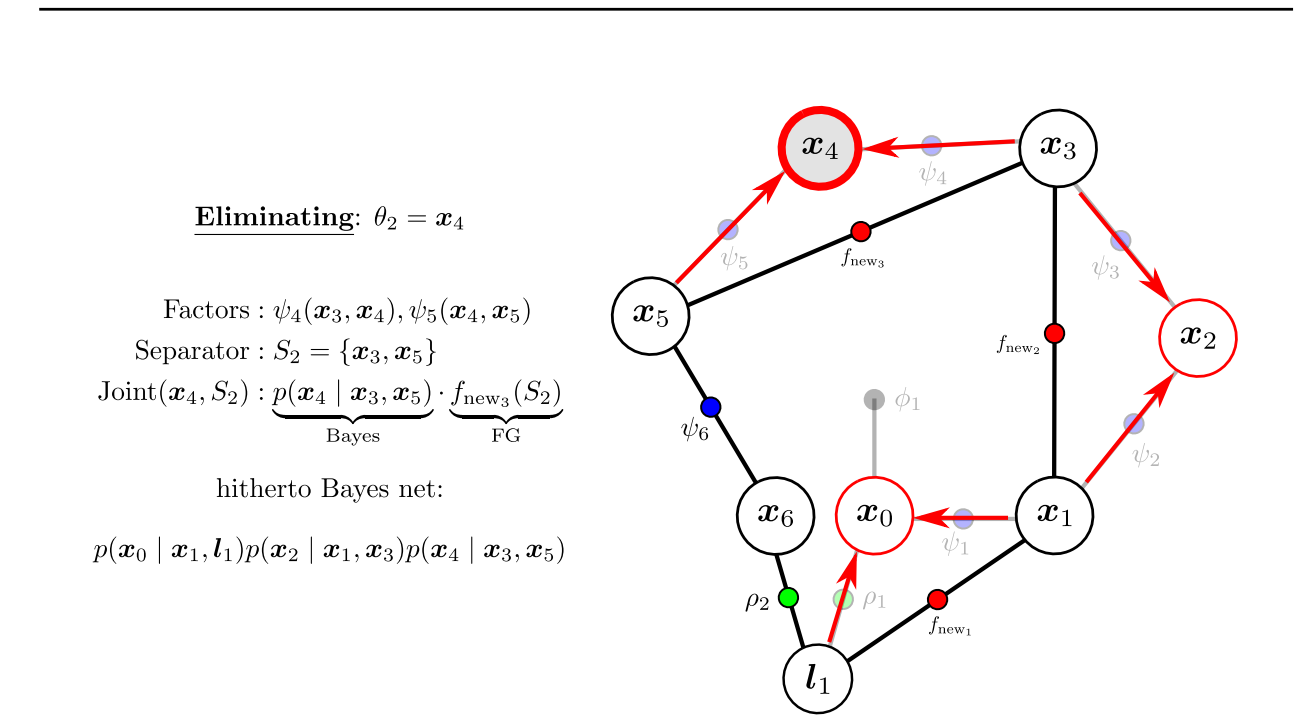 Eliminating: θ₂ = x₄
Factors : ψ₄(x₃, x₄), ψ₅(x₄, x₅)
Separator : S₂ = {x₃, x₅}
Joint(x₄, S₂) : p(x₄ | x₃, x₅) · f_new₃(S₂)
Bayes FG
hitherto Bayes net:
p(x₀ | x₁, l₁)p(x₂ | x₁, x₃)p(x₄ | x₃, x₅)
x₄
x₃
ψ₄
ψ₅
f_new₃
ψ₃
x₅
x₂
f_new₂
ϕ₁
ψ₆
ψ₂
x₆
x₀
x₁
ψ₁
ρ₂
ρ₁
f_new₁
l₁